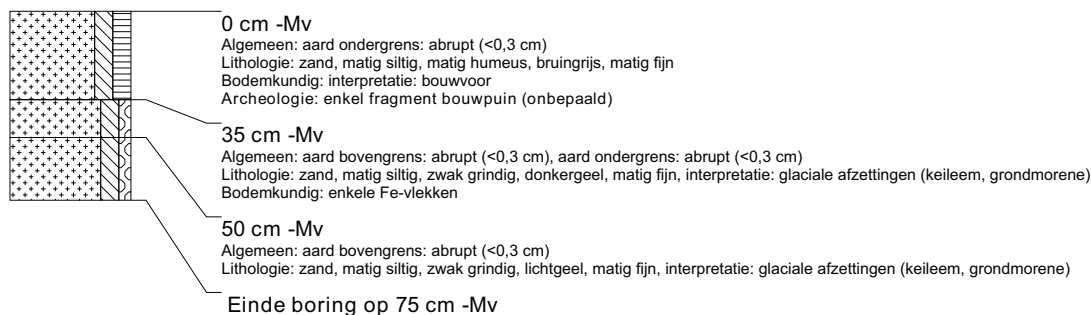 0 cm -Mv
Algemeen: aard ondergrens: abrupt (<0,3 cm)
Lithologie: zand, matig siltig, matig humeus, bruingrijs, matig fijn
Bodemkundig: interpretatie: bouwvoor
Archeologie: enkel fragment bouwpuin (onbepaald)
35 cm -Mv
Algemeen: aard bovengrens: abrupt (<0,3 cm), aard ondergrens: abrupt (<0,3 cm)
Lithologie: zand, matig siltig, zwak grindig, donkergeel, matig fijn, interpretatie: glaciale afzettingen (keileem, grondmorene)
Bodemkundig: enkele Fe-vlekken
50 cm -Mv
Algemeen: aard bovengrens: abrupt (<0,3 cm)
Lithologie: zand, matig siltig, zwak grindig, lichtgeel, matig fijn, interpretatie: glaciale afzettingen (keileem, grondmorene)
Einde boring op 75 cm -Mv